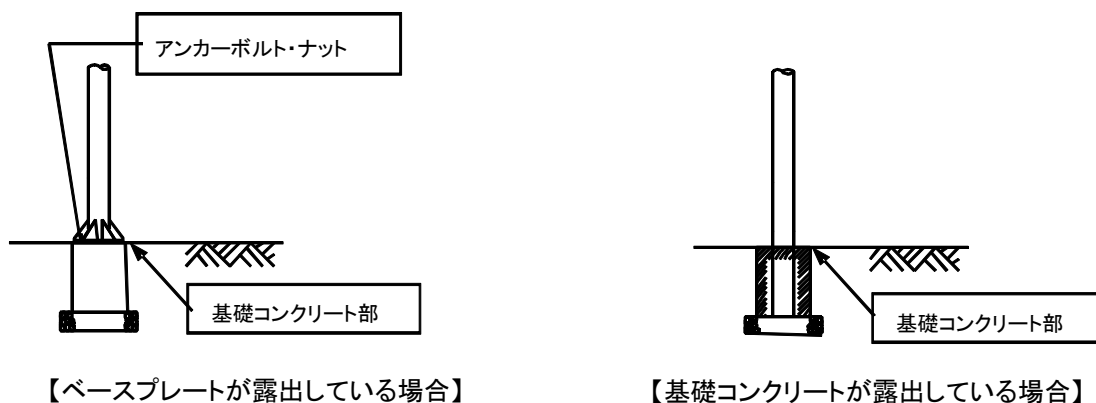 アンカーボルト・ナット
基礎コンクリート部
基礎コンクリート部
【ベースプレートが露出している場合】
【基礎コンクリートが露出している場合】